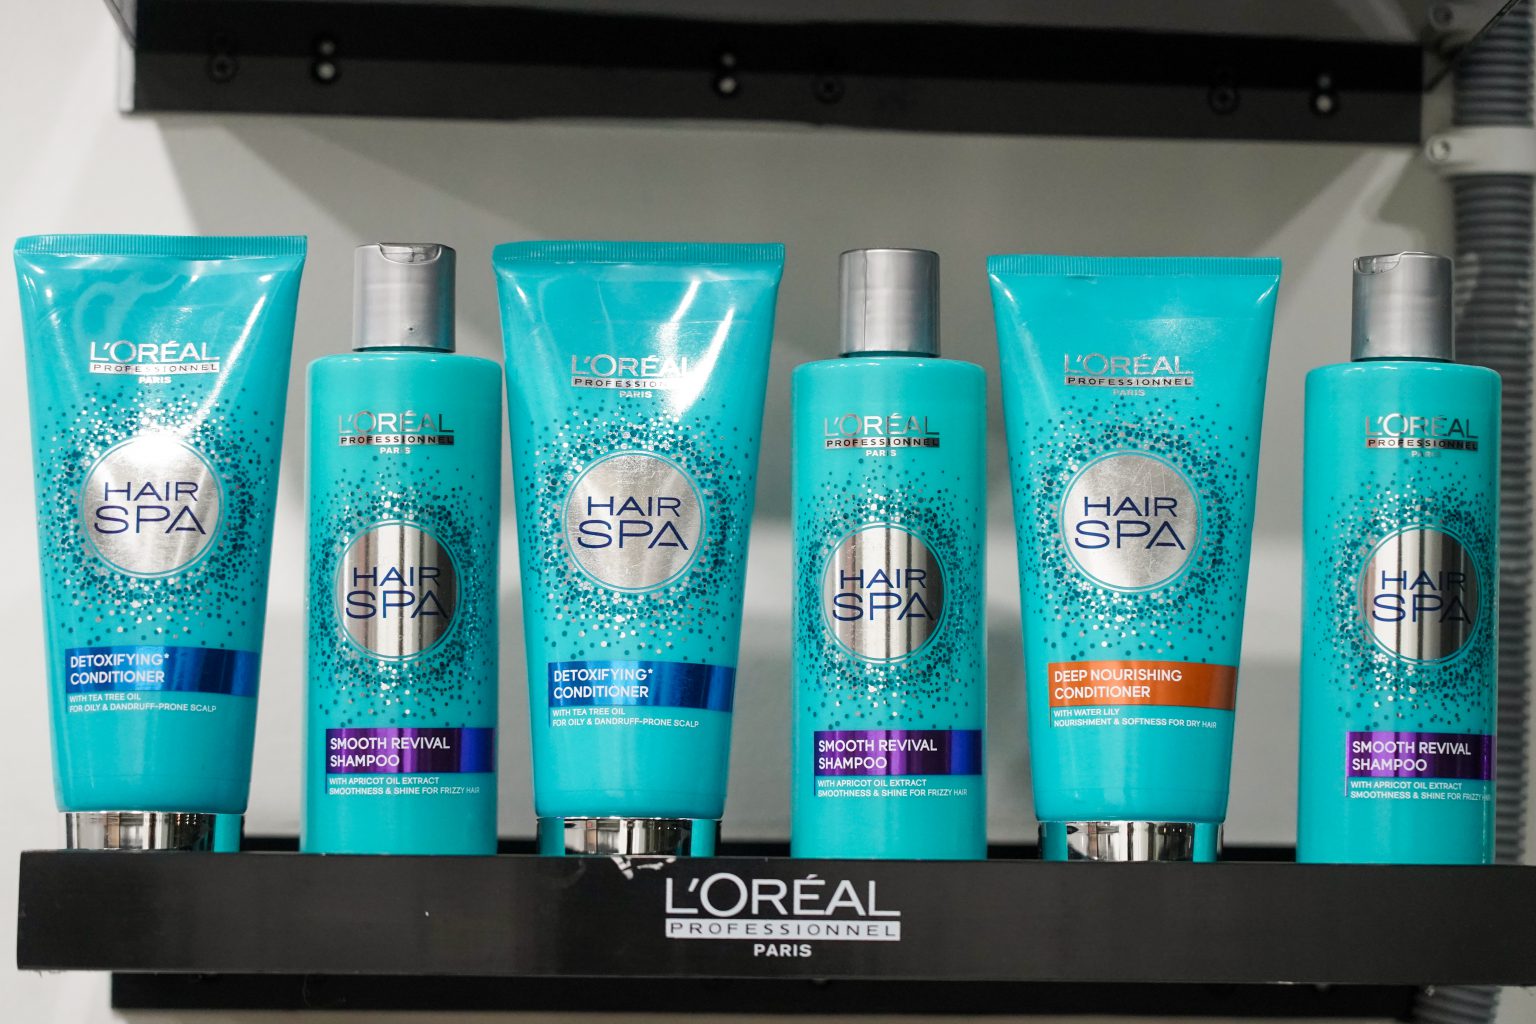 L'ORÉAL
PROFESSIONNEL
PARIS
HAIR
SPA
DETOXIFYING*
CONDITIONER
WITH TEA TREE OIL
FOR OILY & DANDRUFF-PRONE SCALP
L'ORÉAL
PROFESSIONNEL
PARIS
HAIR
SPA
SMOOTH REVIVAL
SHAMPOO
WITH APRICOT OIL EXTRACT
SMOOTHNESS & SHINE FOR FRIZZY HAIR
L'ORÉAL
PROFESSIONNEL
PARIS
HAIR
SPA
DETOXIFYING*
CONDITIONER
WITH TEA TREE OIL
FOR OILY & DANDRUFF-PRONE SCALP
L'ORÉAL
PROFESSIONNEL
PARIS
HAIR
SPA
SMOOTH REVIVAL
SHAMPOO
WITH APRICOT OIL EXTRACT
SMOOTHNESS & SHINE FOR FRIZZY HAIR
L'ORÉAL
PROFESSIONNEL
PARIS
HAIR
SPA
DEEP NOURISHING
CONDITIONER
WITH WATER LILY
NOURISHMENT & SOFTNESS FOR DRY HAIR
L'ORÉAL
PROFESSIONNEL
PARIS
HAIR
SPA
SMOOTH REVIVAL
SHAMPOO
WITH APRICOT OIL EXTRACT
SMOOTHNESS & SHINE FOR FRIZZY HAIR
L'ORÉAL
PROFESSIONNEL
PARIS